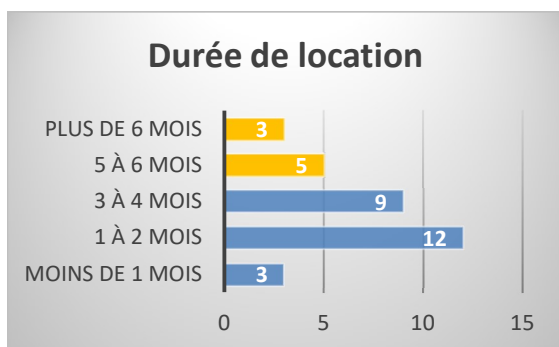 Durée de location
PLUS DE 6 MOIS 3
5 À 6 MOIS 5
3 À 4 MOIS 9
1 À 2 MOIS 12
MOINS DE 1 MOIS 3
0 5 10 15